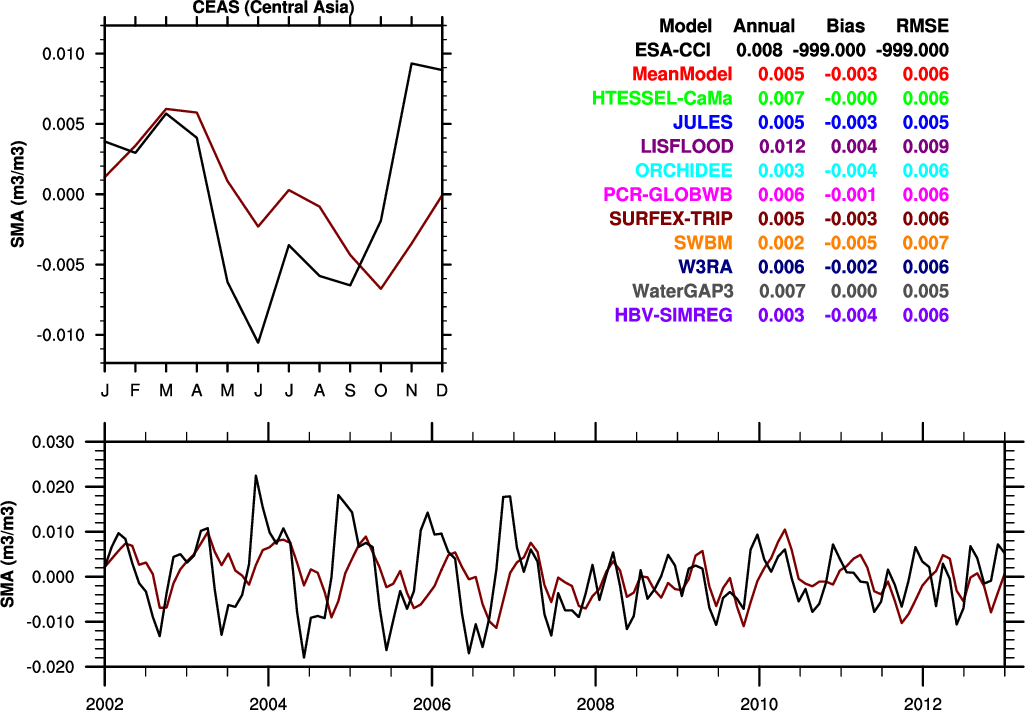 CEAS (Central Asia)
SMA (m3/m3)
0.010
0.005
0.000
-0.005
-0.010
J F M A M J J A S O N D
Model Annual Bias RMSE
ESA-CCI 0.008 -999.000 -999.000
MeanModel 0.005 -0.003 0.006
HTESSEL-CaMa 0.007 -0.000 0.006
JULES 0.005 -0.003 0.005
LISFLOOD 0.012 0.004 0.009
ORCHIDEE 0.003 -0.004 0.006
PCR-GLOBWB 0.006 -0.001 0.006
SURFEX-TRIP 0.005 -0.003 0.006
SWBM 0.002 -0.005 0.007
W3RA 0.006 -0.002 0.006
WaterGAP3 0.007 0.000 0.005
HBV-SIMREG 0.003 -0.004 0.006
SMA (m3/m3)
0.030
0.020
0.010
0.000
-0.010
-0.020
2002 2004 2006 2008 2010 2012